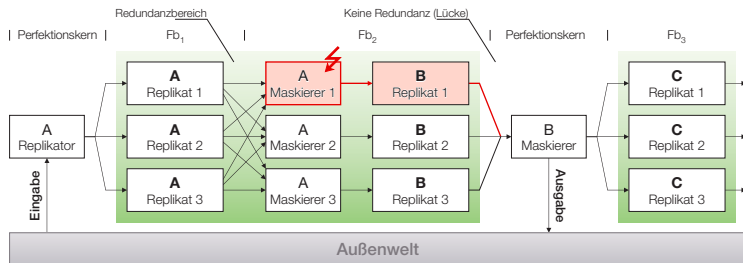 Redundanzbereich
Keine Redundanz (Lücke)
Perfektionskern
Fb1
Fb2
Perfektionskern
Fb3
A
Replikator
A
Replikat 1
A
Replikat 2
A
Replikat 3
A
Maskierer 1
A
Maskierer 2
A
Maskierer 3
B
Replikat 1
B
Replikat 2
B
Replikat 3
B
Maskierer
C
Replikat 1
C
Replikat 2
C
Replikat 3
Eingabe
Ausgabe
Außenwelt